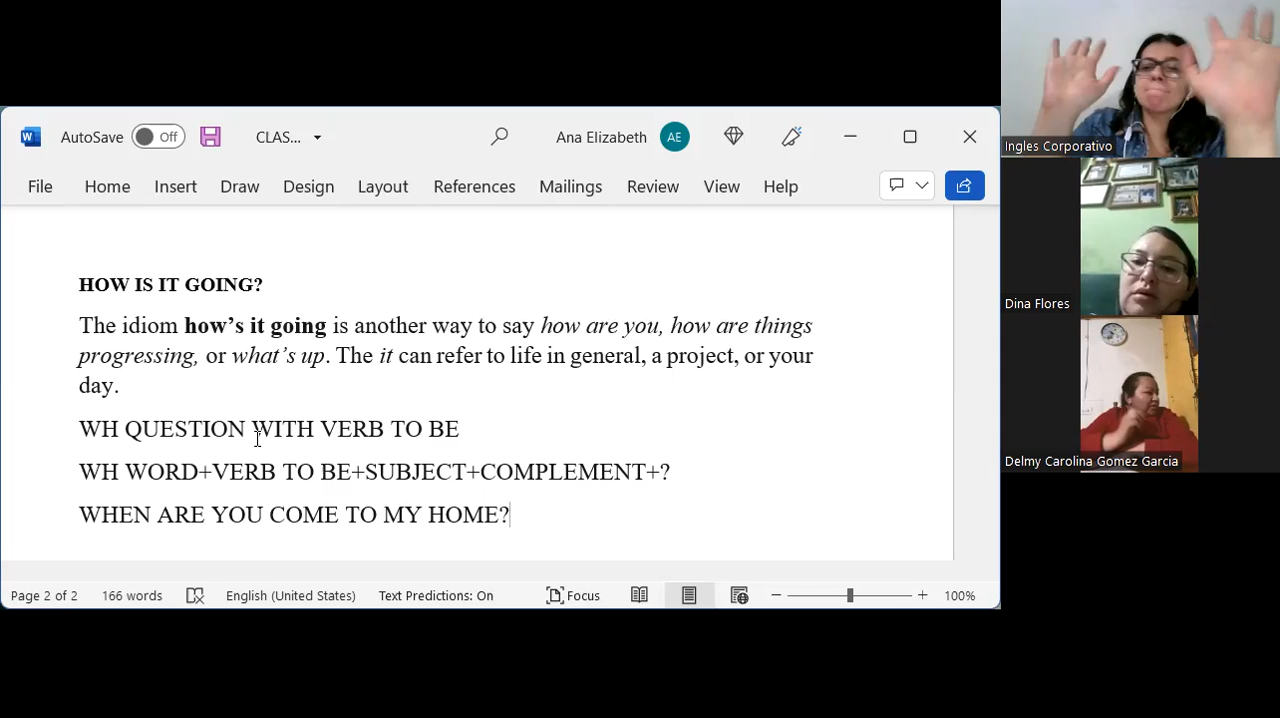 AutoSave Off CLAS... Ana Elizabeth AE
File Home Insert Draw Design Layout References Mailings Review View Help
HOW IS IT GOING?
The idiom how's it going is another way to say how are you, how are things
progressing, or what's up. The it can refer to life in general, a project, or your
day.
WH QUESTION WITH VERB TO BE
WH WORD+VERB TO BE+SUBJECT+COMPLEMENT+?
WHEN ARE YOU COME TO MY HOME?
Page 2 of 2 166 words English (United States) Text Predictions: On Focus 100%
Ingles Corporativo
Dina Flores
Delmy Carolina Gomez Garcia